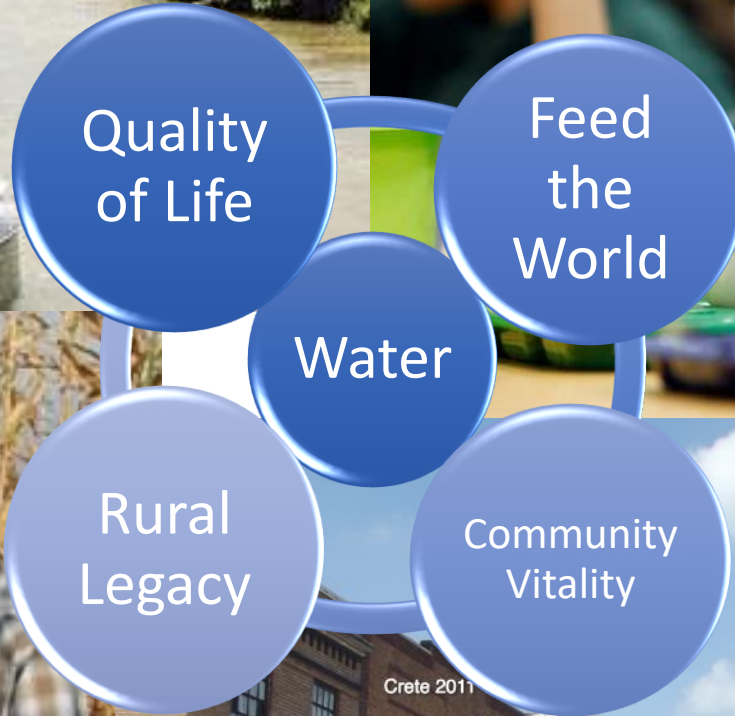 Quality
of Life
Feed
the
World
Water
Rural
Legacy
Community
Vitality
Crete 2011